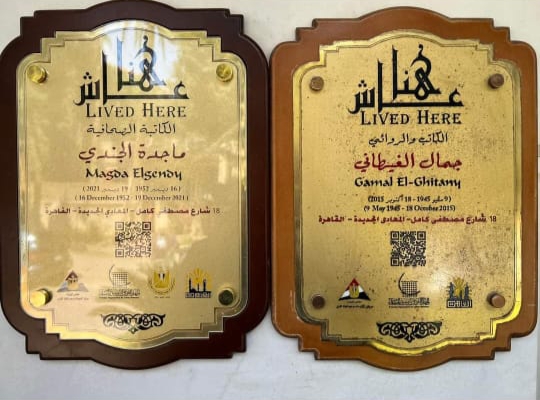 هنا
عاش
LIVED HERE
الكاتبة الصحافية
ماجدة الجندي
Magda Elgendy
(16 ديسمبر 1952 - 19 ديسمبر 2021)
(16 December 1952 - 19 December 2021)
18 شارع مصطفى كامل - المعادي الجديدة - القاهرة
هنا
عاش
LIVED HERE
الكاتب والروائي
جمال الغيطاني
Gamal El-Ghitany
(9 مايو 1945 - 18 أكتوبر 2015)
(9 May 1945 - 18 October 2015)
18 شارع مصطفى كامل - المعادي الجديدة - القاهرة